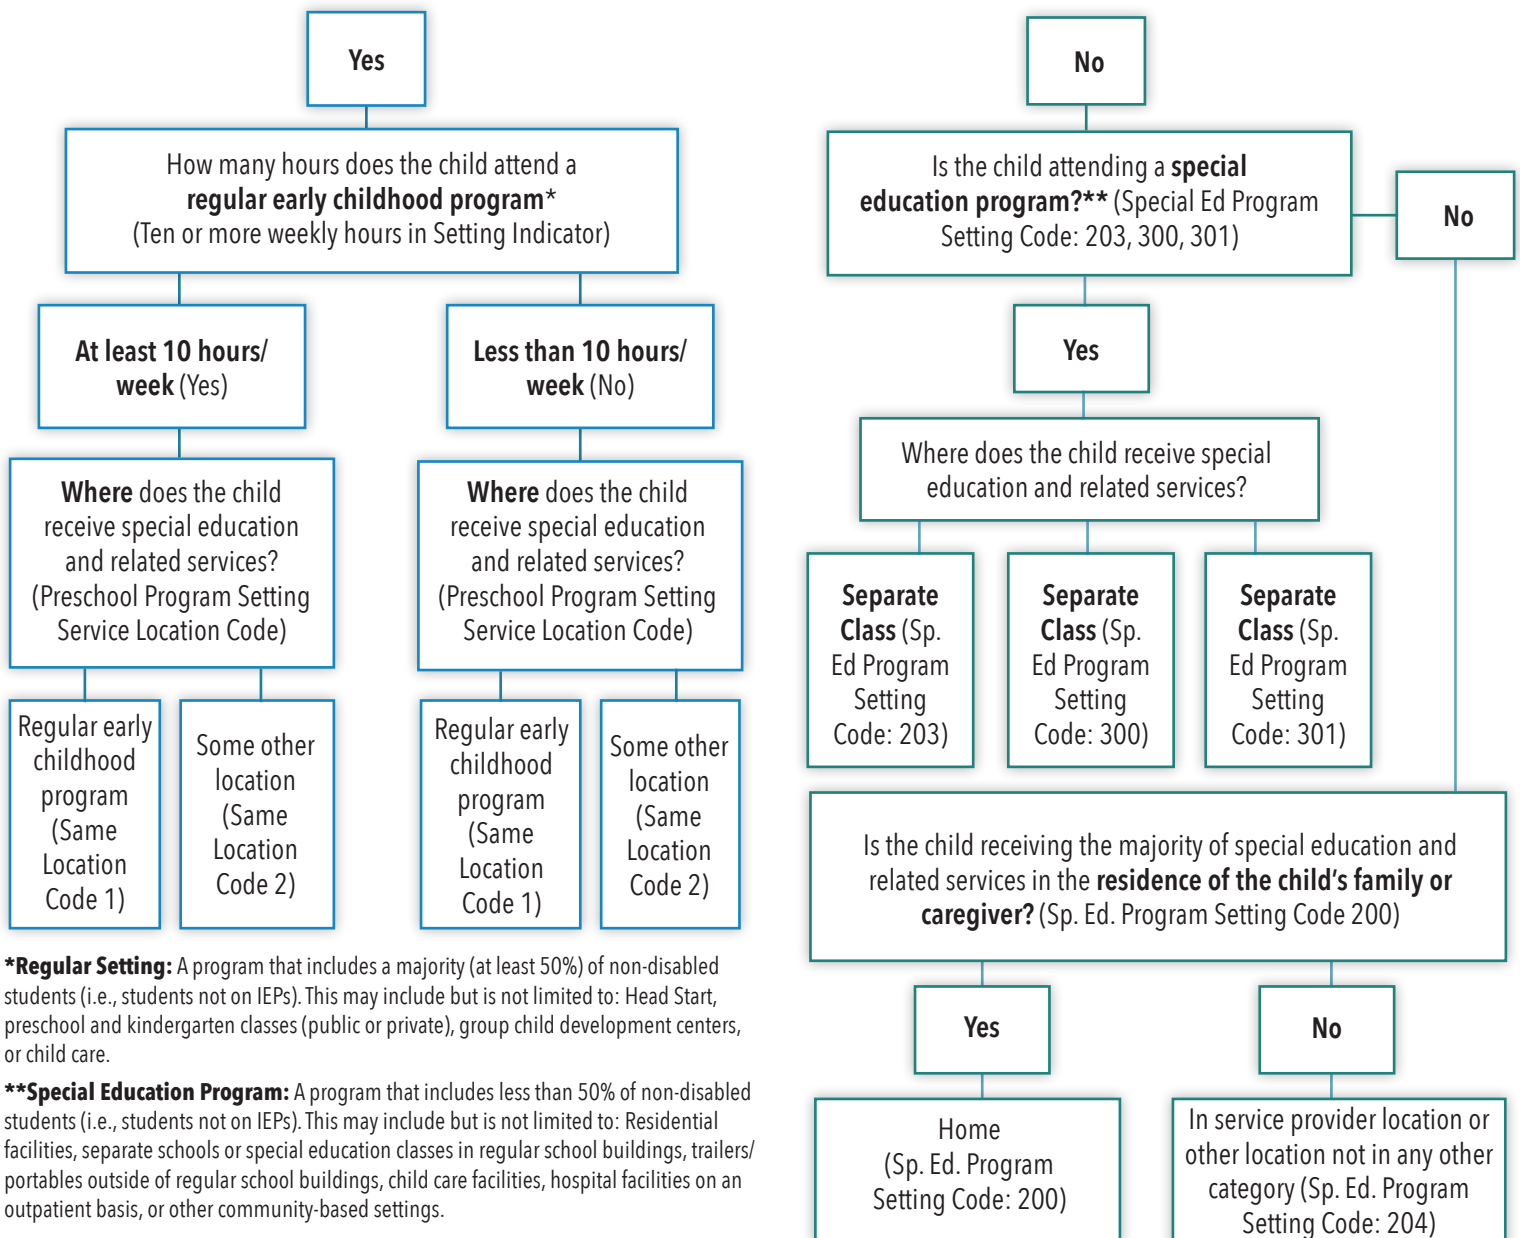 Yes
How many hours does the child attend a
regular early childhood program*
(Ten or more weekly hours in Setting Indicator)
At least 10 hours/
week (Yes)
Less than 10 hours/
week (No)
Where does the child
receive special education
and related services?
(Preschool Program Setting
Service Location Code)
Where does the child
receive special education
and related services?
(Preschool Program Setting
Service Location Code)
Regular early
childhood
program
(Same
Location
Code 1)
Some other
location
(Same
Location
Code 2)
Regular early
childhood
program
(Same
Location
Code 1)
Some other
location
(Same
Location
Code 2)
*Regular Setting: A program that includes a majority (at least 50%) of non-disabled
students (i.e., students not on IEPs). This may include but is not limited to: Head Start,
preschool and kindergarten classes (public or private), group child development centers,
or child care.
**Special Education Program: A program that includes less than 50% of non-disabled
students (i.e., students not on IEPs). This may include but is not limited to: Residential
facilities, separate schools or special education classes in regular school buildings, trailers/
portables outside of regular school buildings, child care facilities, hospital facilities on an
outpatient basis, or other community-based settings.
No
Is the child attending a special
education program?** (Special Ed Program
Setting Code: 203, 300, 301)
No
Yes
Where does the child receive special
education and related services?
Separate
Class (Sp.
Ed Program
Setting
Code: 203)
Separate
Class (Sp.
Ed Program
Setting
Code: 300)
Separate
Class (Sp.
Ed Program
Setting
Code: 301)
Is the child receiving the majority of special education and
related services in the residence of the child's family or
caregiver? (Sp. Ed. Program Setting Code 200)
Yes
No
Home
(Sp. Ed. Program
Setting Code: 200)
In service provider location or
other location not in any other
category (Sp. Ed. Program
Setting Code: 204)